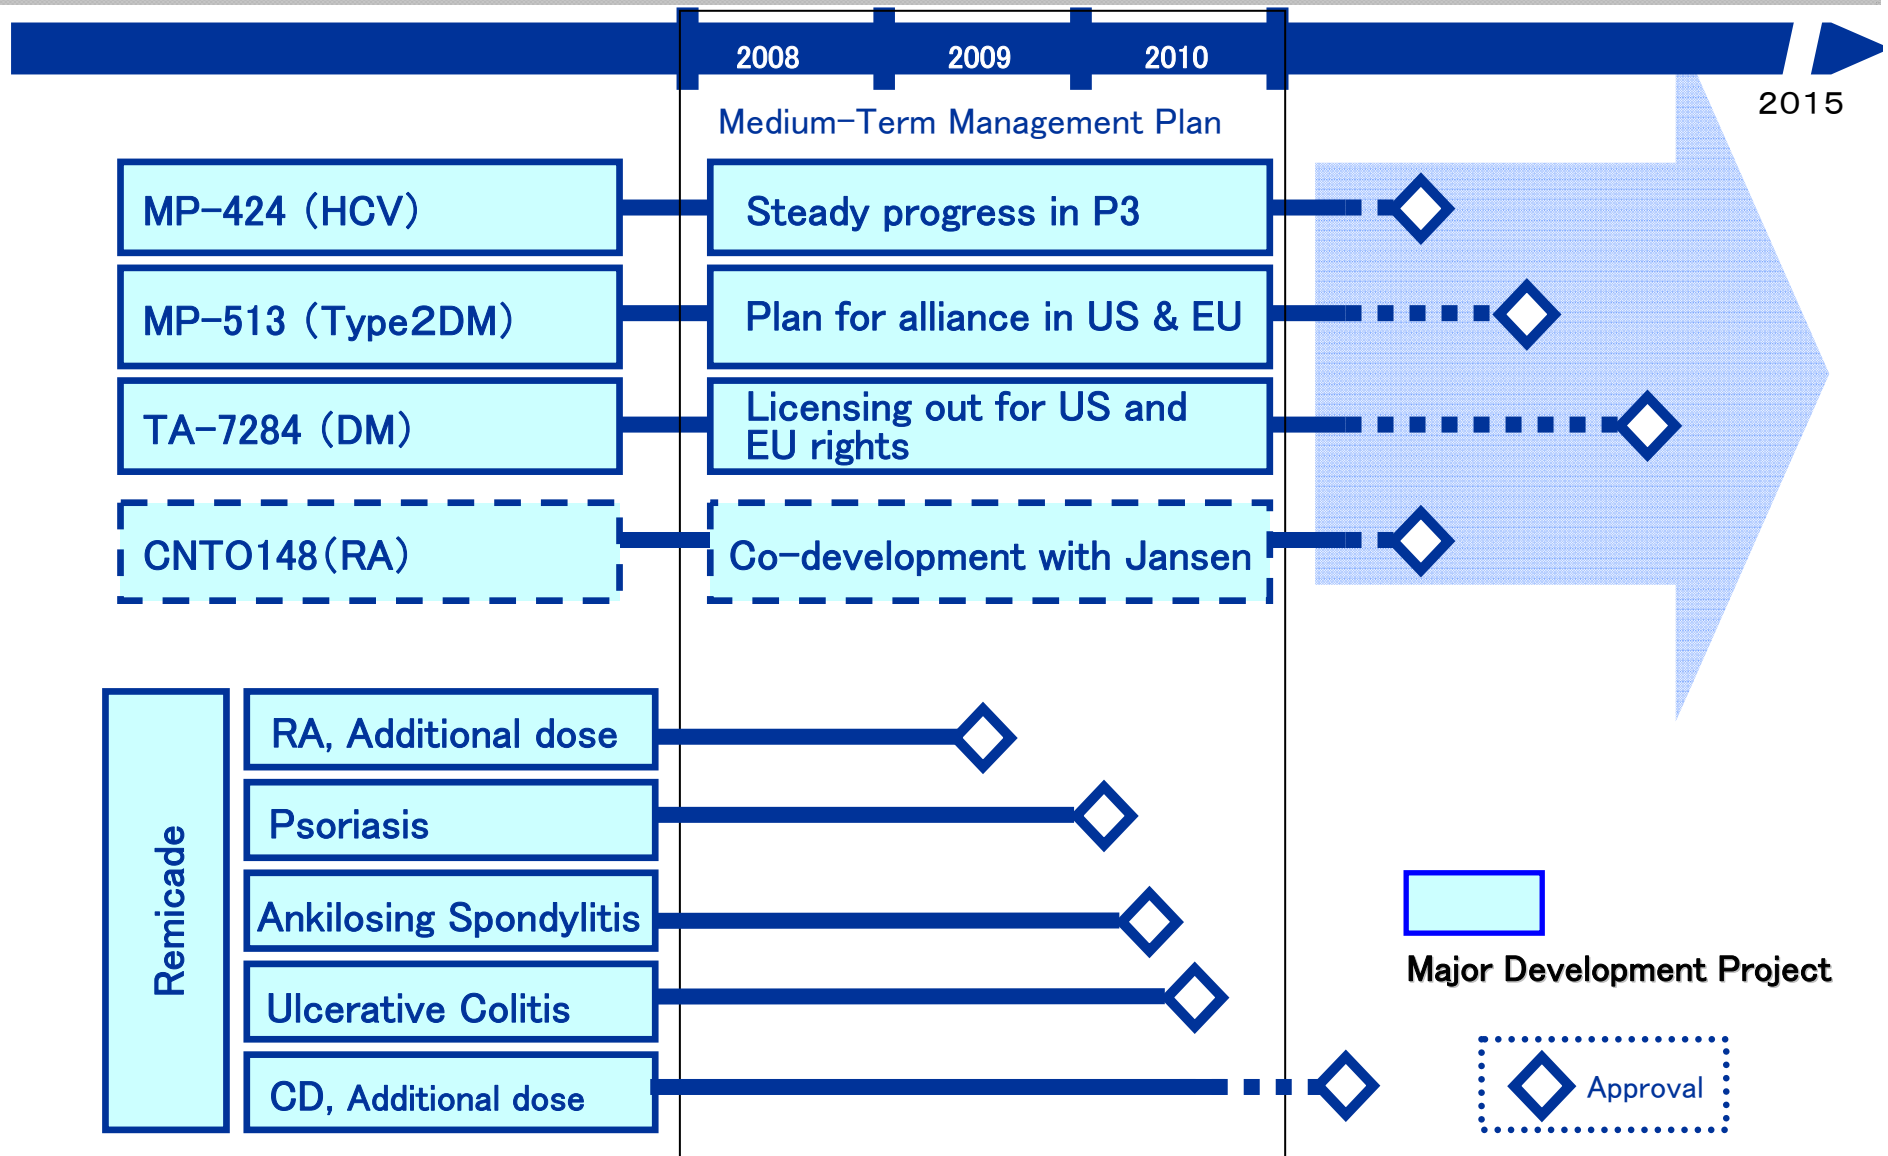 2008 2009 2010
2015
Medium-Term Management Plan
MP-424 (HCV)
Steady progress in P3
MP-513 (Type2DM)
Plan for alliance in US & EU
TA-7284 (DM)
Licensing out for US and
EU rights
CNTO148(RA)
Co-development with Jansen
Remicade
RA, Additional dose
Psoriasis
Ankilosing Spondylitis
Ulcerative Colitis
CD, Additional dose
Major Development Project
Approval